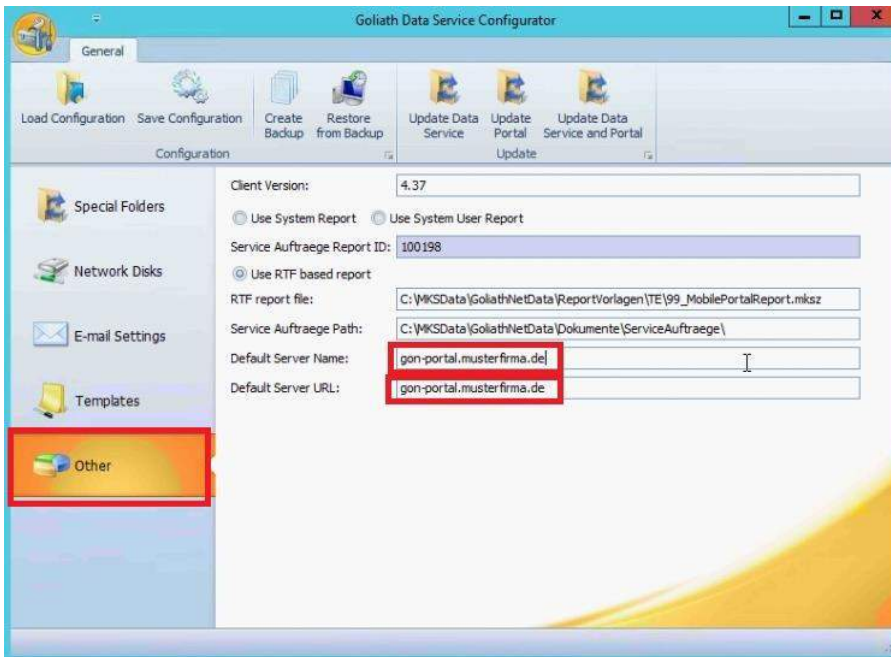 Goliath Data Service Configurator
General
Load Configuration Save Configuration Create Backup Restore from Backup Update Data Service Update Portal Update Data Service and Portal
Configuration Update
Special Folders
Network Disks
E-mail Settings
Templates
Other
Client Version: 4.37
Use System Report Use System User Report
Service Auftraege Report ID: 100198
Use RTF based report
RTF report file: C:\MKSData\GoliathNetData\ReportVorlagen\TE\99_MobilePortalReport.mksz
Service Auftraege Path: C:\MKSData\GoliathNetData\Dokumente\ServiceAuftraege\
Default Server Name: gon-portal.musterfirma.de
Default Server URL: gon-portal.musterfirma.de